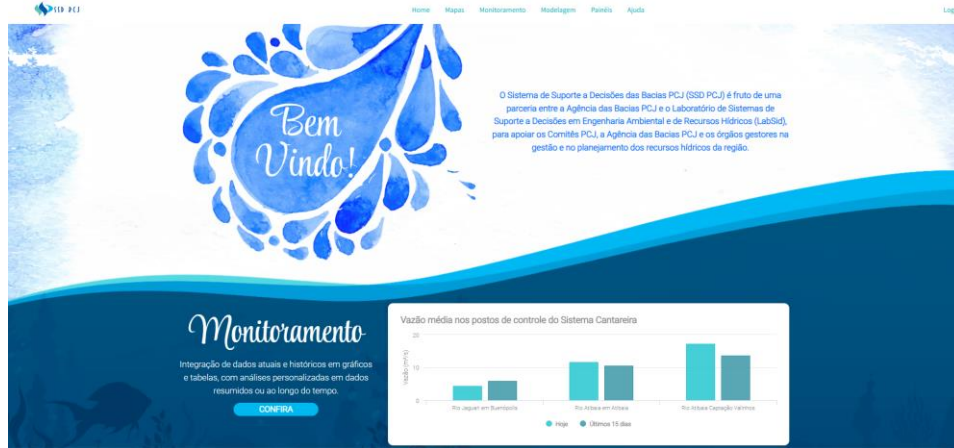 SSD PCJ
Home Mapas Monitoramento Modelagem Painéis Ajuda
Log
Bem
Vindo!
O Sistema de Suporte a Decisões das Bacias PCJ (SSD PCJ) é fruto de uma
parceria entre a Agência das Bacias PCJ e o Laboratório de Sistemas de
Suporte a Decisões em Engenharia Ambiental e de Recursos Hídricos (LabSid),
para apoiar os Comitês PCJ, a Agência das Bacias PCJ e os órgãos gestores na
gestão e no planejamento dos recursos hídricos da região.
Monitoramento
Integração de dados atuais e históricos em gráficos
e tabelas, com análises personalizadas em dados
resumidos ou ao longo do tempo.
CONFIRA
Vazão média nos postos de controle do Sistema Cantareira
Vazão (m³/s)
20
10
0
Rio Jaguari em Buenópolis Rio Atibaia em Atibaia Rio Atibaia Captação Valinhos
Hoje Últimos 15 dias